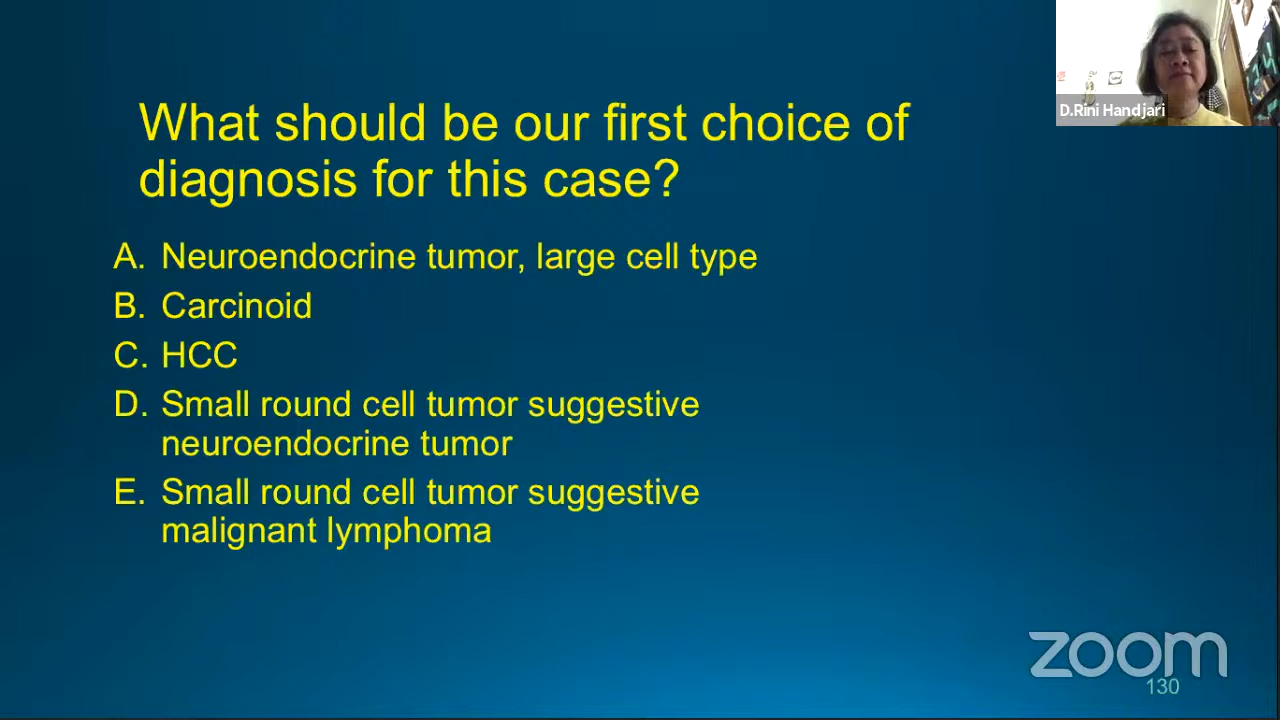 D.Rini Handjari
What should be our first choice of
diagnosis for this case?
A. Neuroendocrine tumor, large cell type
B. Carcinoid
C. HCC
D. Small round cell tumor suggestive
neuroendocrine tumor
E. Small round cell tumor suggestive
malignant lymphoma
zoom
130